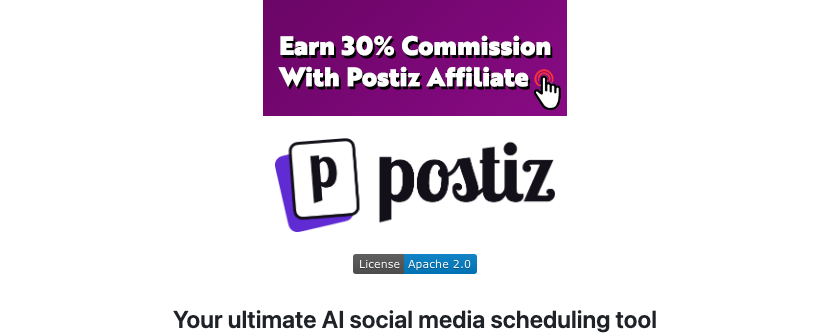 Earn 30% Commission
With Postiz Affiliate
p postiz
License Apache 2.0
Your ultimate AI social media scheduling tool